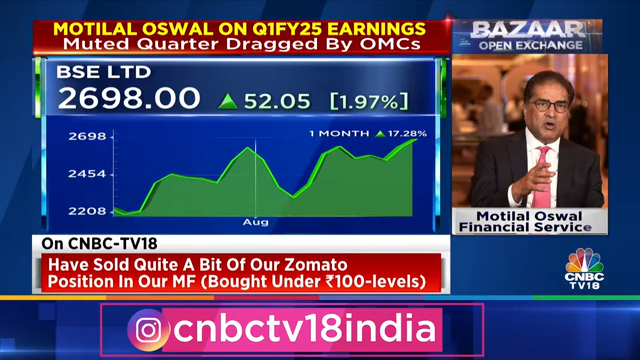 MOTILAL OSWAL ON Q1FY25 EARNINGS
Muted Quarter Dragged By OMCs
BAZAAR
OPEN EXCHANGE
BSE LTD
2698.00 ▲ 52.05 [1.97%]
1 MONTH ▲ 17.28%
2698
2454
2208
Aug
Motilal Oswal
Financial Service
On CNBC-TV18
Have Sold Quite A Bit Of Our Zomato
Position In Our MF (Bought Under ₹100-levels)
CNBC
TV18
cnbctv18india